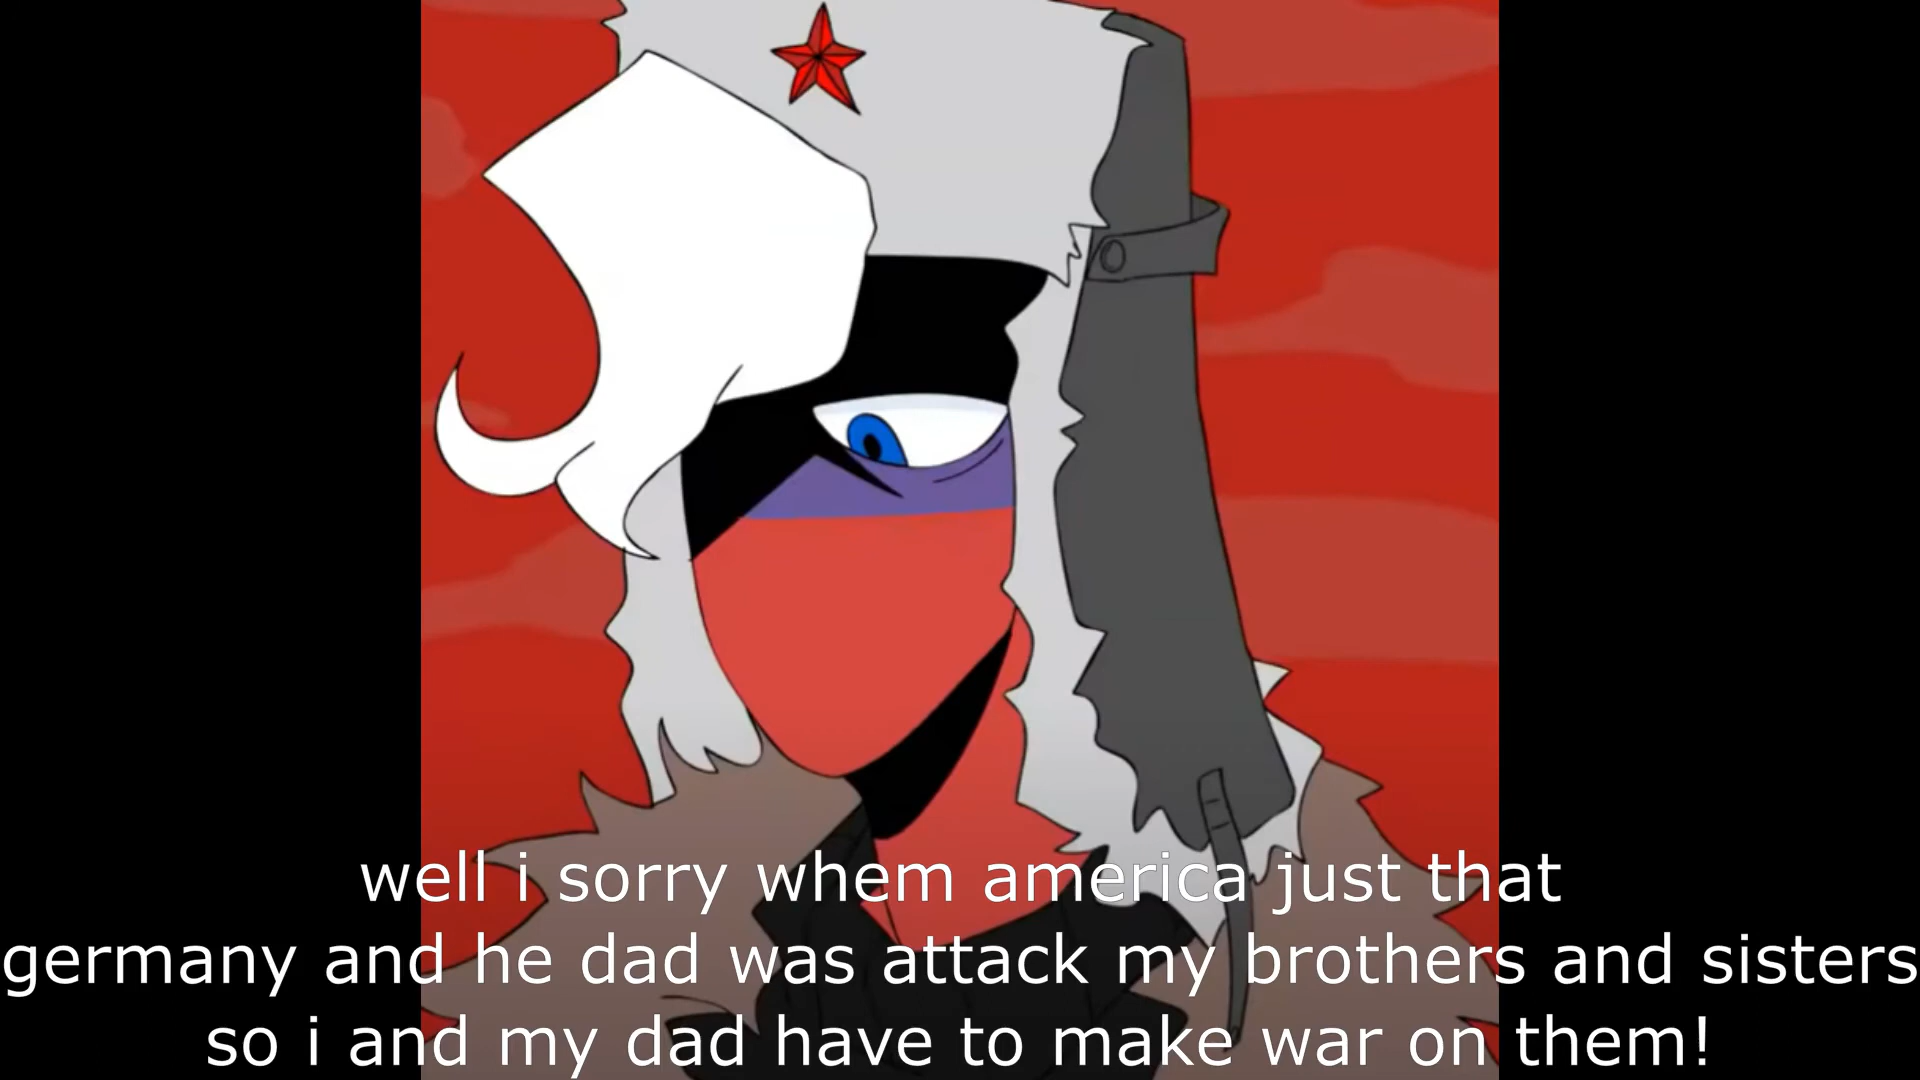 well i sorry whem america just that
germany and he dad was attack my brothers and sisters
so i and my dad have to make war on them!